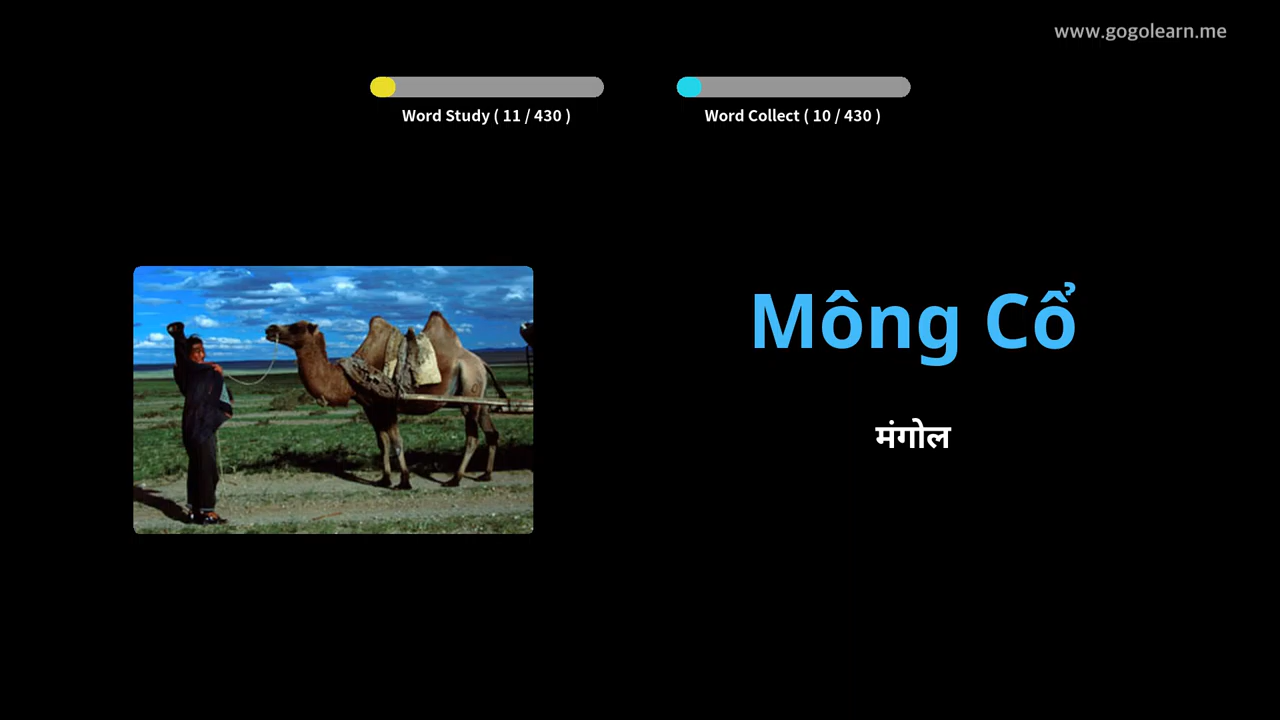 www.gogolearn.me
Word Study ( 11 / 430 )
Word Collect ( 10 / 430 )
Mông Cổ
मंगोल